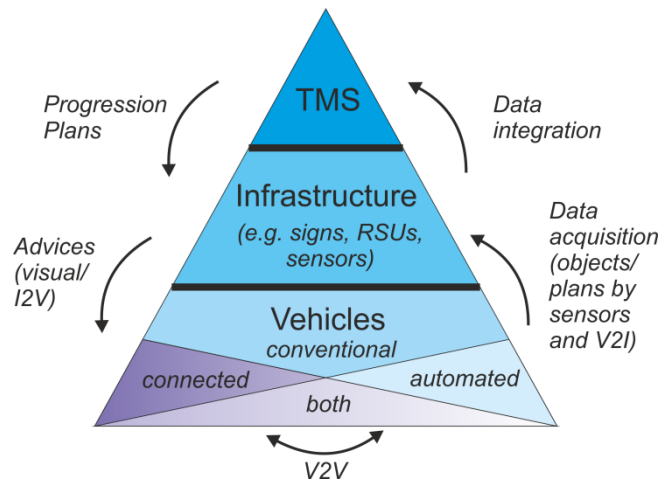 TMS
Progression
Plans
Data
integration
Infrastructure
(e.g. signs, RSUs,
sensors)
Advices
(visual/
I2V)
Data
acquisition
(objects/
plans by
sensors
and V2I)
Vehicles
conventional
connected
automated
both
V2V